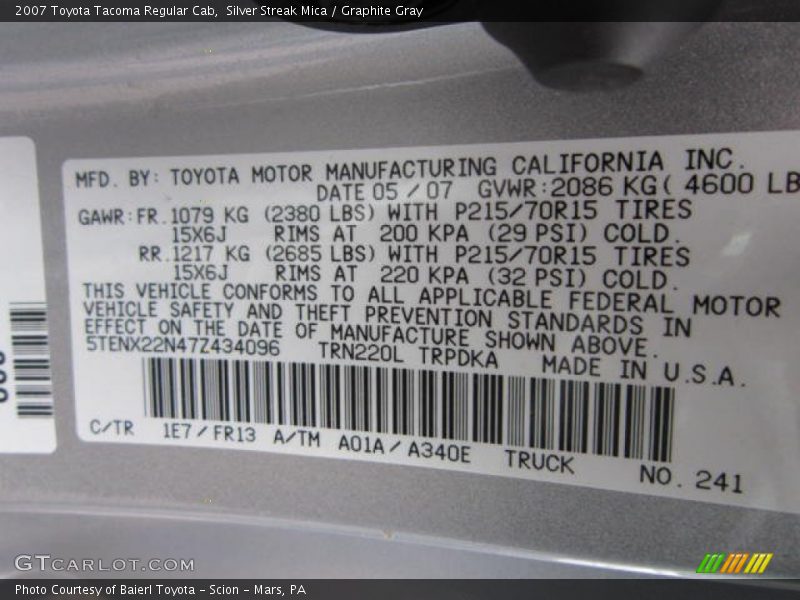 2007 Toyota Tacoma Regular Cab,  Silver Streak Mica / Graphite Gray
MFD. BY: TOYOTA MOTOR MANUFACTURING CALIFORNIA INC.
DATE 05 / 07   GVWR:2086 KG( 4600 LB
GAWR:FR.1079 KG (2380 LBS) WITH P215/70R15 TIRES
15X6J   RIMS AT  200 KPA (29 PSI) COLD.
RR.1217 KG (2685 LBS) WITH P215/70R15 TIRES
15X6J   RIMS AT  220 KPA (32 PSI) COLD.
THIS VEHICLE CONFORMS TO ALL APPLICABLE FEDERAL MOTOR
VEHICLE SAFETY AND THEFT PREVENTION STANDARDS IN
EFFECT ON THE DATE OF MANUFACTURE SHOWN ABOVE.
5TENX22N47Z434096   TRN220L TRPDKA   MADE IN U.S.A.
C/TR  1E7/FR13  A/TM  A01A/A340E  TRUCK  NO. 241
GTCARLOT.COM
Photo Courtesy of Baierl Toyota - Scion - Mars, PA